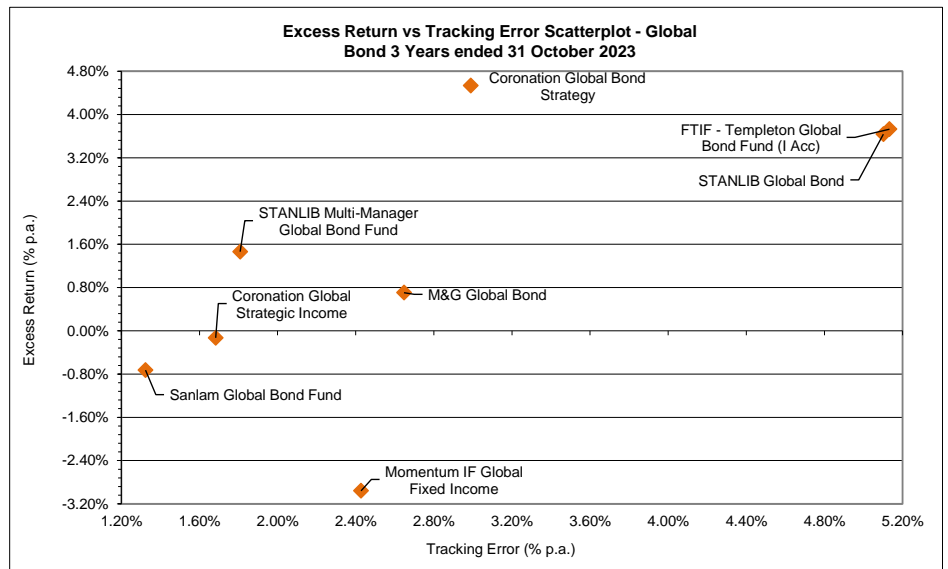 Excess Return vs Tracking Error Scatterplot - Global
Bond 3 Years ended 31 October 2023
Excess Return (% p.a.)
4.80%
4.00%
3.20%
2.40%
1.60%
0.80%
0.00%
-0.80%
-1.60%
-2.40%
-3.20%
Coronation Global Bond
Strategy
FTIF - Templeton Global
Bond Fund (I Acc)
STANLIB Global Bond
STANLIB Multi-Manager
Global Bond Fund
M&G Global Bond
Coronation Global
Strategic Income
Sanlam Global Bond Fund
Momentum IF Global
Fixed Income
1.20% 1.60% 2.00% 2.40% 2.80% 3.20% 3.60% 4.00% 4.40% 4.80% 5.20%
Tracking Error (% p.a.)